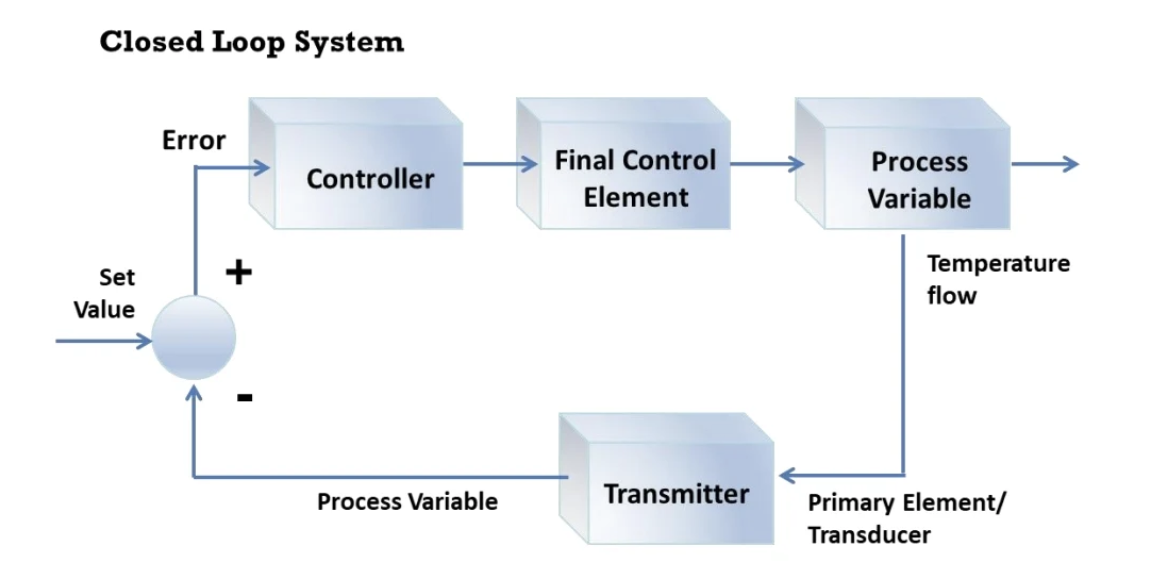 Closed Loop System
Error
Controller
Final Control
Element
Process
Variable
+
Set
Value
Temperature
flow
-
Transmitter
Process Variable
Primary Element/
Transducer